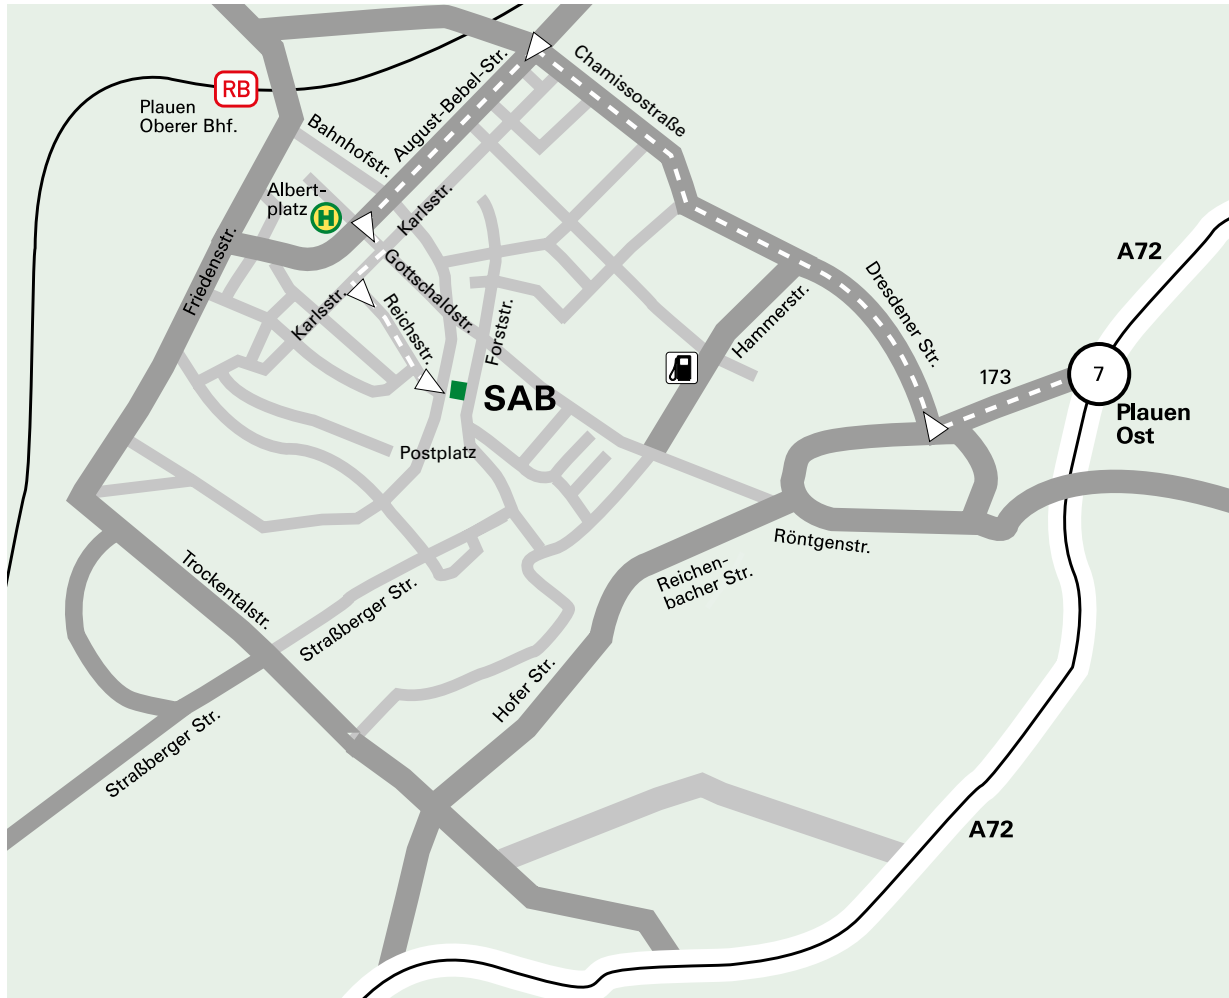 RB
Plauen
Oberer Bhf.
Bahnhofstr.
August-Bebel-Str.
Chamissostraße
Albert-
platz
H
Karlsstr.
Friedensstr.
Gottschaldstr.
Karlsstr.
Reichsstr.
Forststr.
Hammerstr.
Dresdener Str.
A72
173
7
Plauen
Ost
SAB
Postplatz
Röntgenstr.
Reichen-
bacher Str.
Trockentalstr.
Straßberger Str.
Hofer Str.
Straßberger Str.
A72